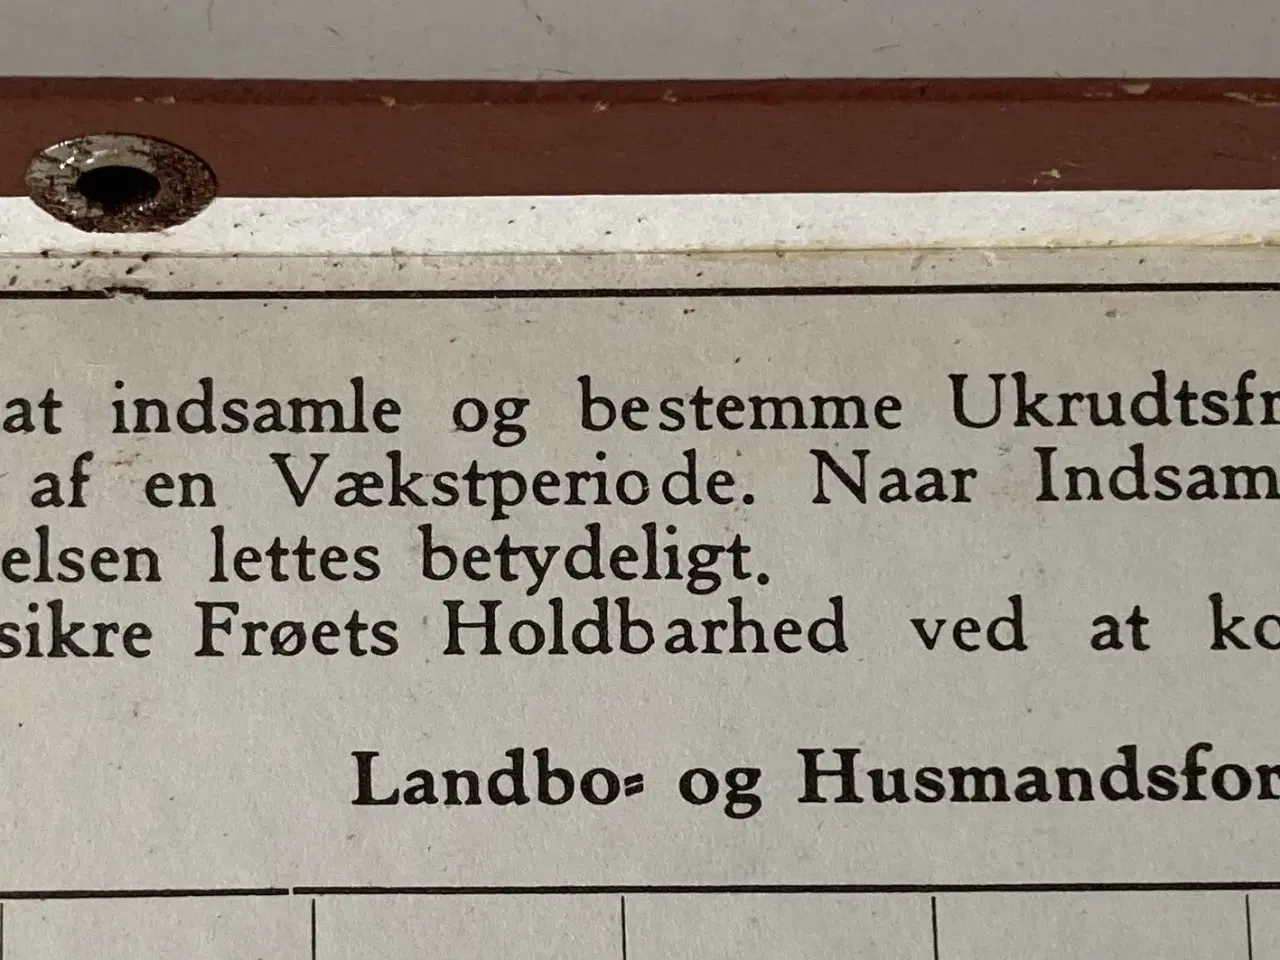 at indsamle og bestemme Ukrudtsfr
af en Vækstperiode. Naar Indsam
elsen lettes betydeligt.
sikre Frøets Holdbarhed ved at ko
Landbo= og Husmandsfor